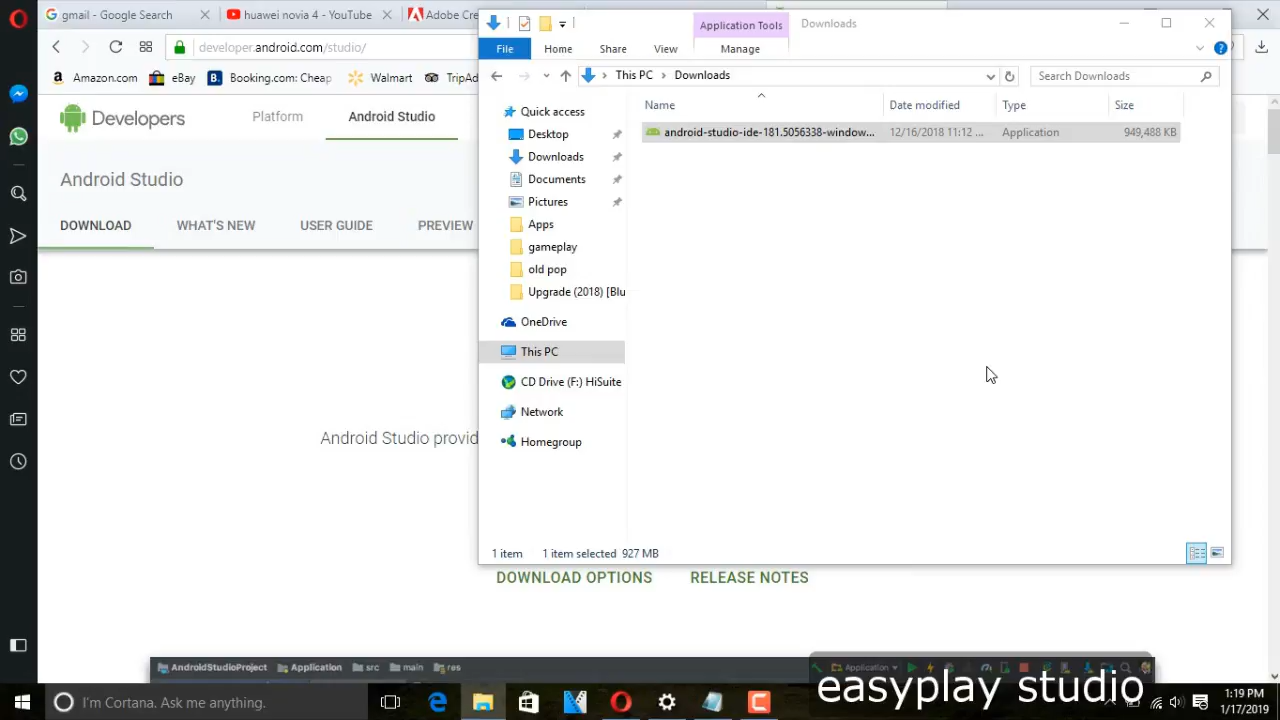 gmail - Google Search
huawei novia 4 - YouTube
Adobe Cre
developer.android.com/studio/
Amazon.com
eBay
Booking.com: Cheap
Walmart
TripAd
Developers
Platform
Android Studio
Android Studio
DOWNLOAD
WHAT'S NEW
USER GUIDE
PREVIEW
Android Studio provid
DOWNLOAD OPTIONS
RELEASE NOTES
Application Tools
Downloads
File
Home
Share
View
Manage
This PC > Downloads
Search Downloads
Name
Date modified
Type
Size
android-studio-ide-181.5056338-window...
12/16/2018 11:12 ...
Application
949,488 KB
Quick access
Desktop
Downloads
Documents
Pictures
Apps
gameplay
old pop
Upgrade (2018) [Blu
OneDrive
This PC
CD Drive (F:) HiSuite
Network
Homegroup
1 item
1 item selected 927 MB
AndroidStudioProject
Application
src
main
res
Application
easyplay studio
I'm Cortana. Ask me anything.
1:19 PM
1/17/2019